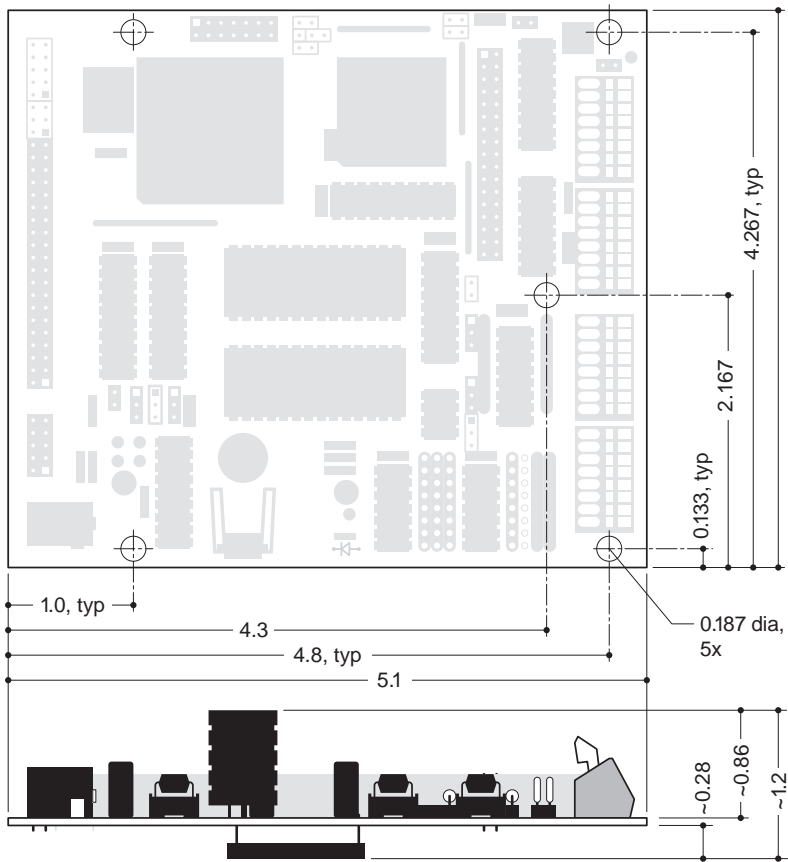 4.267, typ
2.167
0.133, typ
1.0, typ
4.3
4.8, typ
5.1
0.187 dia,
5x
~0.28
~0.86
~1.2